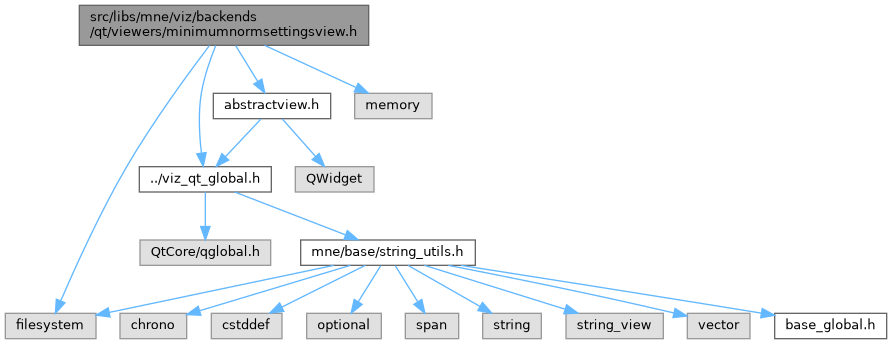 src/libs/mne/viz/backends
/qt/viewers/minimumnormsettingsview.h
abstractview.h
memory
../viz_qt_global.h
QWidget
QtCore/qglobal.h
mne/base/string_utils.h
filesystem
chrono
cstddef
optional
span
string
string_view
vector
base_global.h